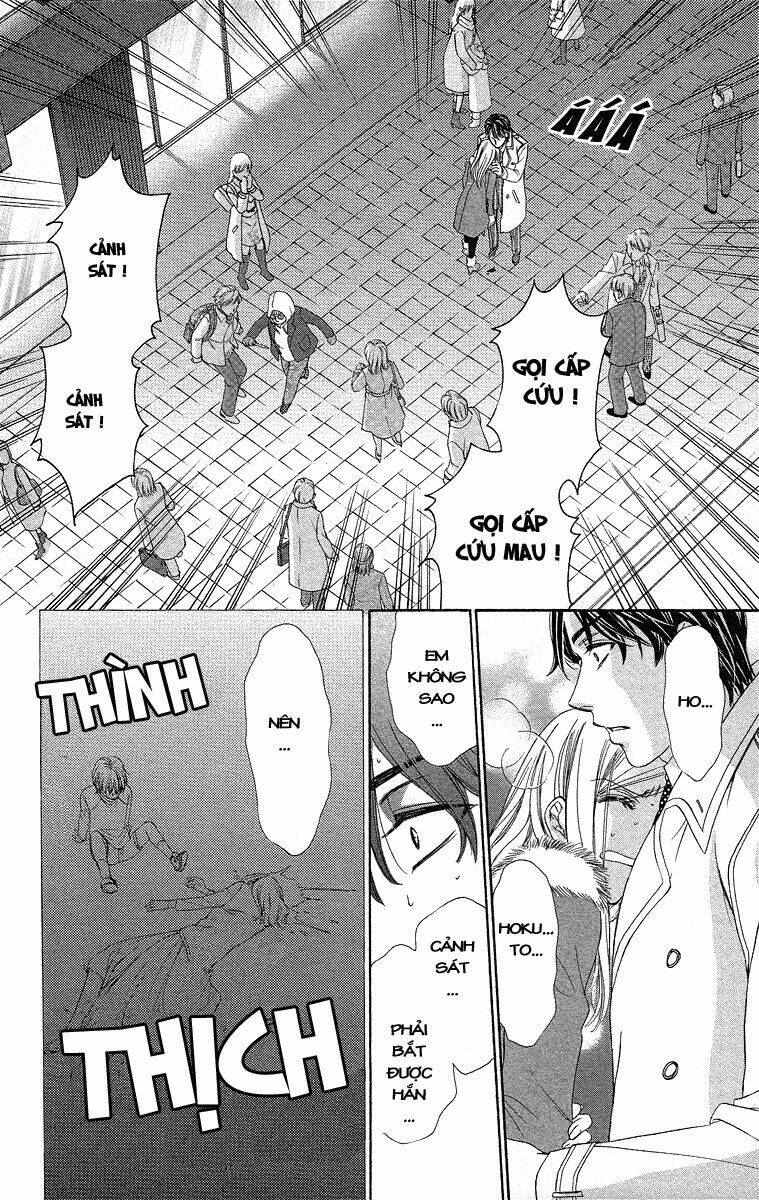 ÁÁÁ
GỌI CẤP
CỨU !
GỌI CẤP
CỨU MAU !
CẢNH
SÁT !
CẢNH
SÁT !
HO...
HOKU...
TO...
EM
KHÔNG
SAO
...
CẢNH
SÁT
...
PHẢI
BẮT
ĐƯỢC
HẮN
...
NÊN
...
THÌNH
THỊCH